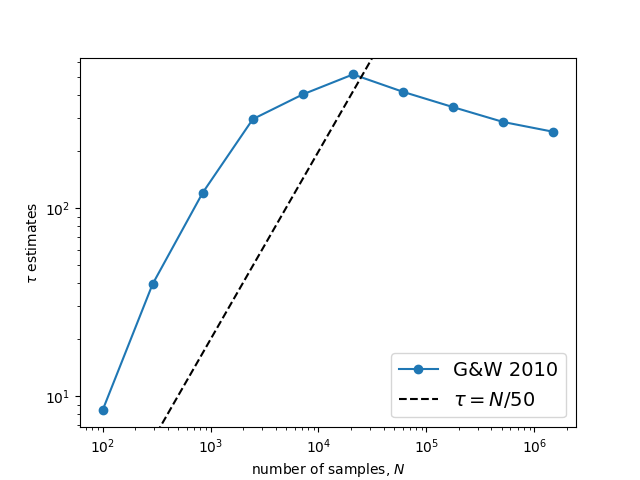 τ estimates
10²
10¹
10²
10³
10⁴
10⁵
10⁶
number of samples, N
G&W 2010
τ = N/50